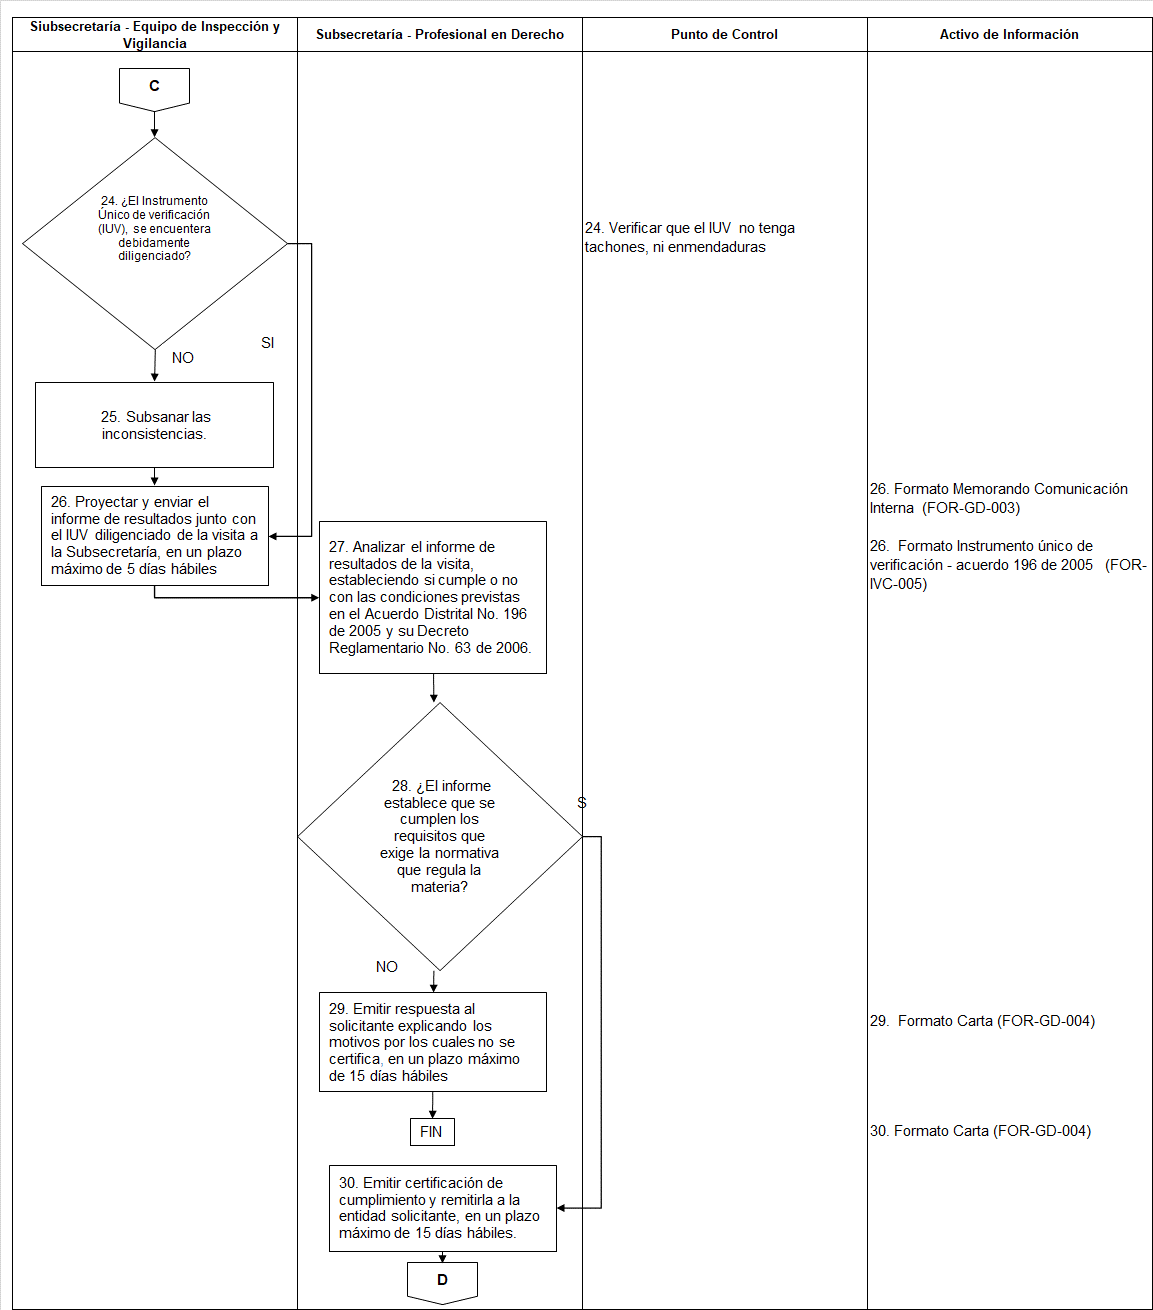 Siubsecretaría - Equipo de Inspección y
Vigilancia
Subsecretaría - Profesional en Derecho
Punto de Control
Activo de Información
C
24. ¿El Instrumento
Único de verificación
(IUV), se encuentera
debidamente
diligenciado?
24. Verificar que el IUV no tenga
tachones, ni enmendaduras
SI
NO
25. Subsanar las
inconsistencias.
26. Proyectar y enviar el
informe de resultados junto con
el IUV diligenciado de la visita a
la Subsecretaría, en un plazo
máximo de 5 días hábiles
26. Formato Memorando Comunicación
Interna (FOR-GD-003)
26. Formato Instrumento único de
verificación - acuerdo 196 de 2005 (FOR-
IVC-005)
27. Analizar el informe de
resultados de la visita,
estableciendo si cumple o no
con las condiciones previstas
en el Acuerdo Distrital No. 196
de 2005 y su Decreto
Reglamentario No. 63 de 2006.
28. ¿El informe
establece que se
cumplen los
requisitos que
exige la normativa
que regula la
materia?
S
NO
29. Emitir respuesta al
solicitante explicando los
motivos por los cuales no se
certifica, en un plazo máximo
de 15 días hábiles
29. Formato Carta (FOR-GD-004)
FIN
30. Formato Carta (FOR-GD-004)
30. Emitir certificación de
cumplimiento y remitirla a la
entidad solicitante, en un plazo
máximo de 15 días hábiles.
D